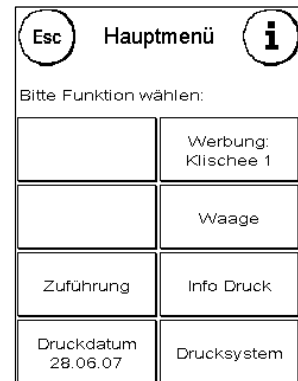 Esc Hauptmenü i
Bitte Funktion wählen:
Werbung:
Klischee 1
Waage
Zuführung Info Druck
Druckdatum
28.06.07
Drucksystem